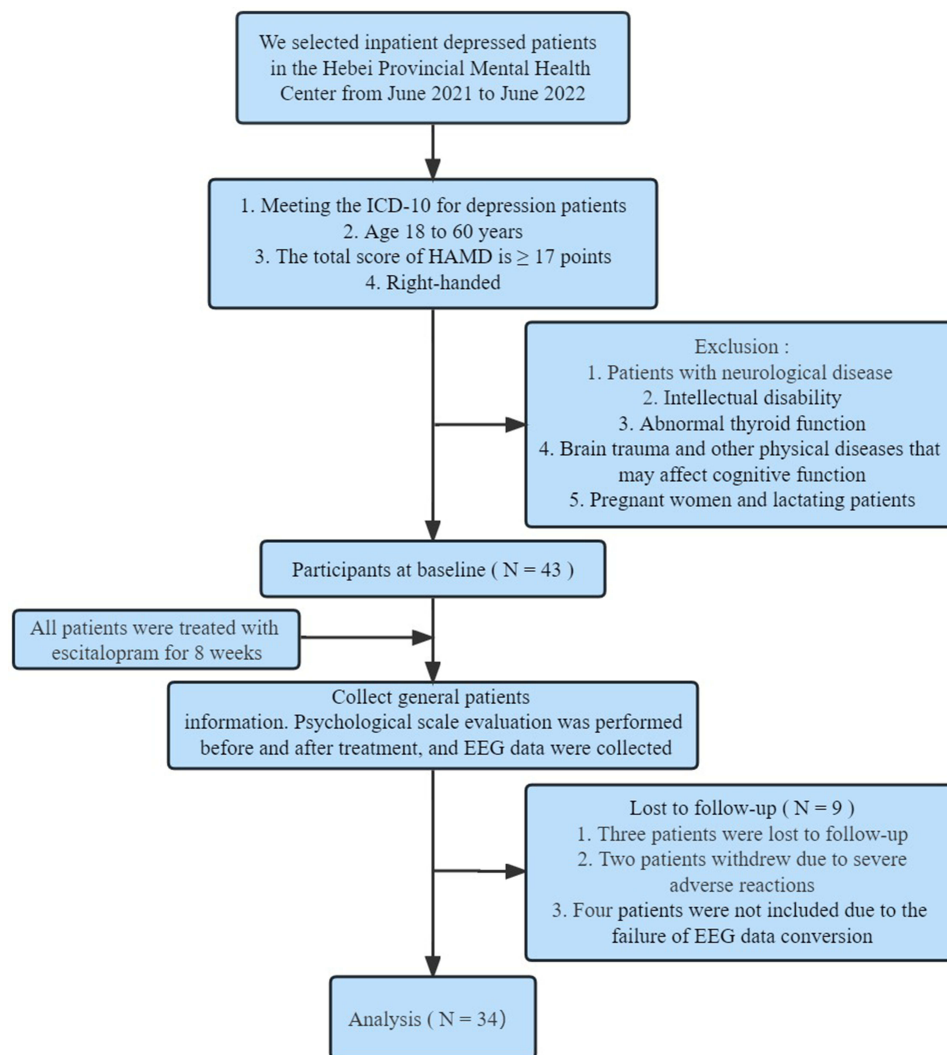 We selected inpatient depressed patients
in the Hebei Provincial Mental Health
Center from June 2021 to June 2022
1. Meeting the ICD-10 for depression patients
2. Age 18 to 60 years
3. The total score of HAMD is ≥ 17 points
4. Right-handed
Exclusion :
1. Patients with neurological disease
2. Intellectual disability
3. Abnormal thyroid function
4. Brain trauma and other physical diseases that
may affect cognitive function
5. Pregnant women and lactating patients
Participants at baseline ( N = 43 )
All patients were treated with
escitalopram for 8 weeks
Collect general patients
information. Psychological scale evaluation was performed
before and after treatment, and EEG data were collected
Lost to follow-up ( N = 9 )
1. Three patients were lost to follow-up
2. Two patients withdrew due to severe
adverse reactions
3. Four patients were not included due to the
failure of EEG data conversion
Analysis ( N = 34)